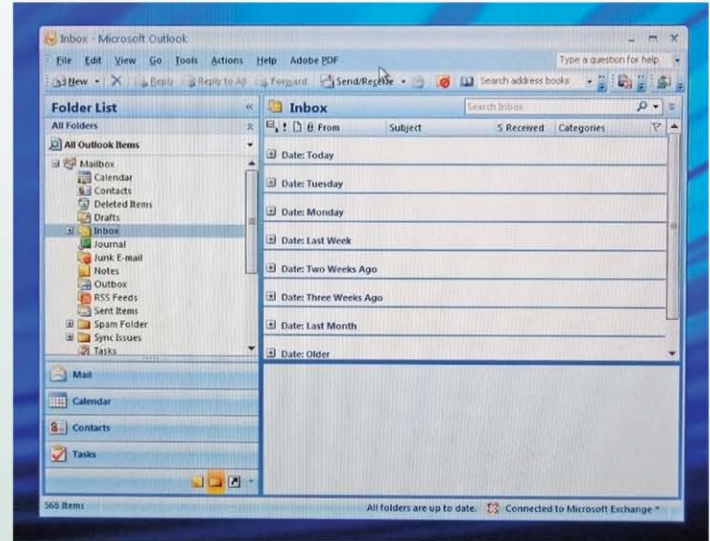 Inbox - Microsoft Outlook
File Edit View Go Tools Actions Help Adobe PDF Type a question for help
New Reply Reply to All Forward Send/Receive Search address books
Folder List
All Folders
All Outlook Items
Mailbox
Calendar
Contacts
Deleted Items
Drafts
Inbox
Journal
Junk E-mail
Notes
Outbox
RSS Feeds
Sent Items
Spam Folder
Sync Issues
Tasks
Mail
Calendar
Contacts
Tasks
Inbox Search Inbox
! From Subject S Received Categories
Date: Today
Date: Tuesday
Date: Monday
Date: Last Week
Date: Two Weeks Ago
Date: Three Weeks Ago
Date: Last Month
Date: Older
568 Items All folders are up to date. Connected to Microsoft Exchange